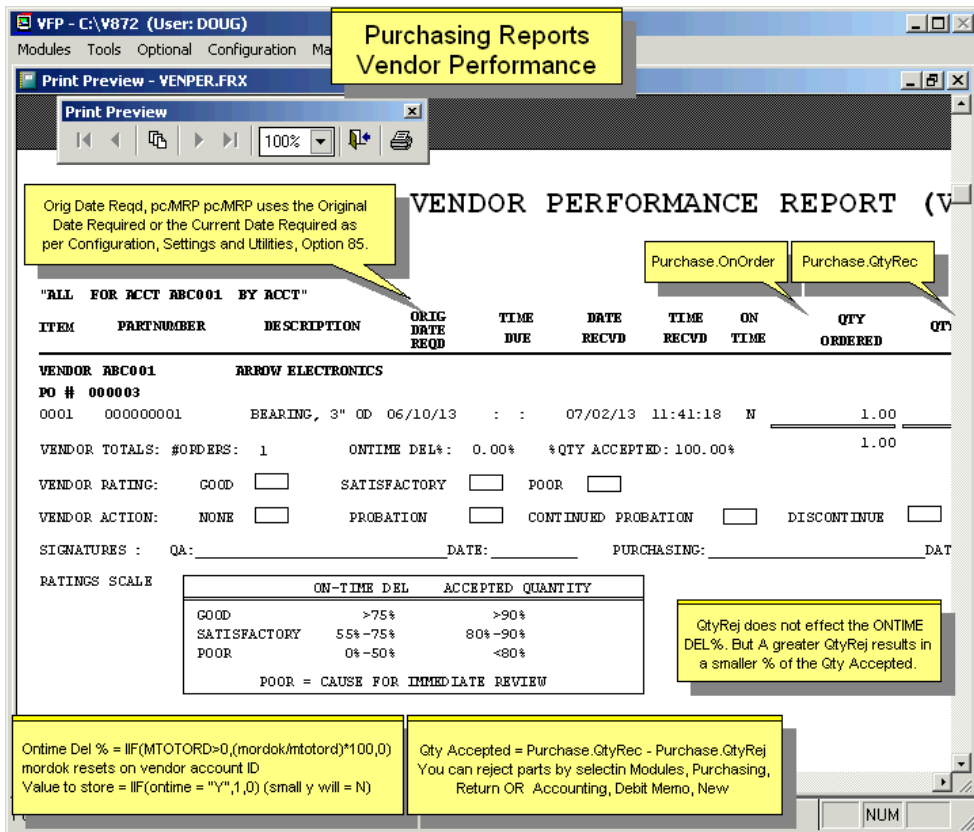 VFP - C:\V872 (User: DOUG)
Purchasing Reports
Vendor Performance
Modules Tools Optional Configuration Ma
Print Preview - VENPER.FRX
Print Preview
100%
Orig Date Reqd, pc/MRP pc/MRP uses the Original
Date Required or the Current Date Required as
per Configuration, Settings and Utilities, Option 85.
VENDOR PERFORMANCE REPORT (V
Purchase.OnOrder
Purchase.QtyRec
"ALL FOR ACCT ABC001 BY ACCT"
ITEM PARTNUMBER DESCRIPTION ORIG DATE REQD TIME DUE DATE RECVD TIME RECVD ON TIME QTY ORDERED QTY
VENDOR ABC001 ARROW ELECTRONICS
PO # 000003
0001 000000001 BEARING, 3" OD 06/10/13 : : 07/02/13 11:41:18 N 1.00
VENDOR TOTALS: #ORDERS: 1 ONTIME DEL%: 0.00% %QTY ACCEPTED: 100.00% 1.00
VENDOR RATING: GOOD SATISFACTORY POOR
VENDOR ACTION: NONE PROBATION CONTINUED PROBATION DISCONTINUE
SIGNATURES : QA: DATE: PURCHASING: DAT
RATINGS SCALE
ON-TIME DEL ACCEPTED QUANTITY
GOOD >75% >90%
SATISFACTORY 55%-75% 80%-90%
POOR 0%-50% <80%
POOR = CAUSE FOR IMMEDIATE REVIEW
QtyRej does not effect the ONTIME
DEL%. But A greater QtyRej results in
a smaller % of the Qty Accepted.
Ontime Del % = IIF(MTOTORD>0,(mordok/mtotord)*100,0)
mordok resets on vendor account ID
Value to store = IIF(ontime = "Y",1,0) (small y will = N)
Qty Accepted = Purchase.QtyRec - Purchase.QtyRej
You can reject parts by selectin Modules, Purchasing,
Return OR Accounting, Debit Memo, New
NUM